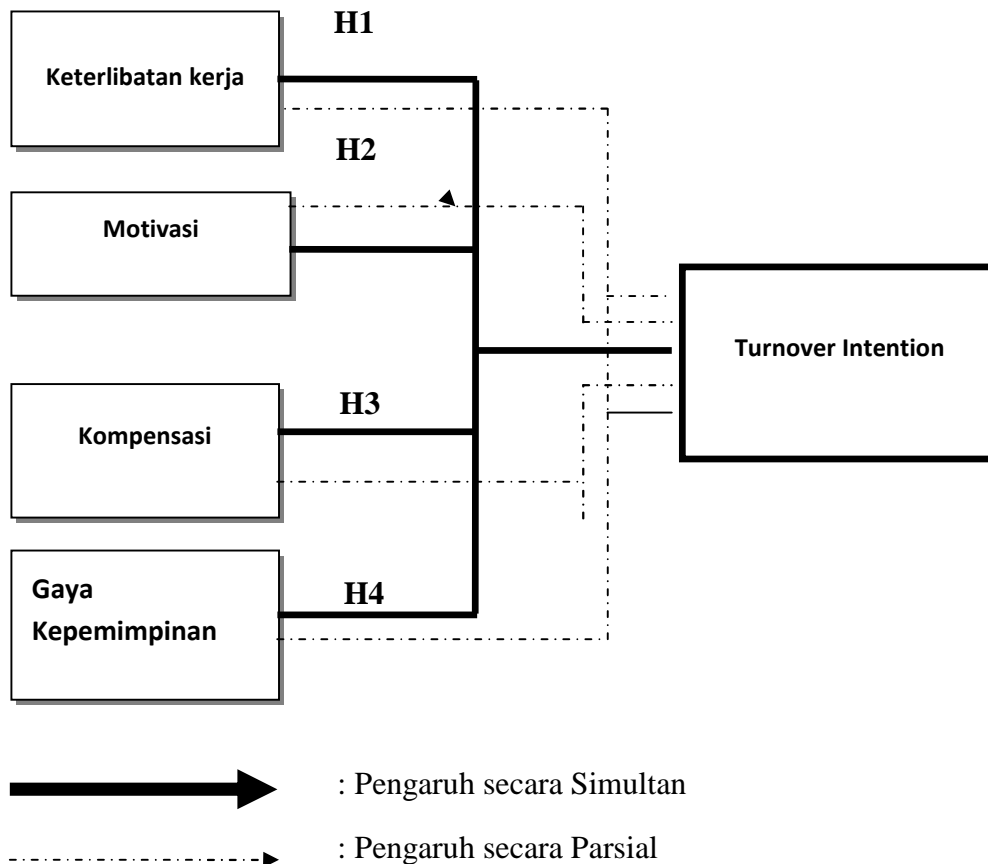 H1
Keterlibatan kerja
H2
Motivasi
Turnover Intention
H3
Kompensasi
H4
Gaya
Kepemimpinan
: Pengaruh secara Simultan
: Pengaruh secara Parsial